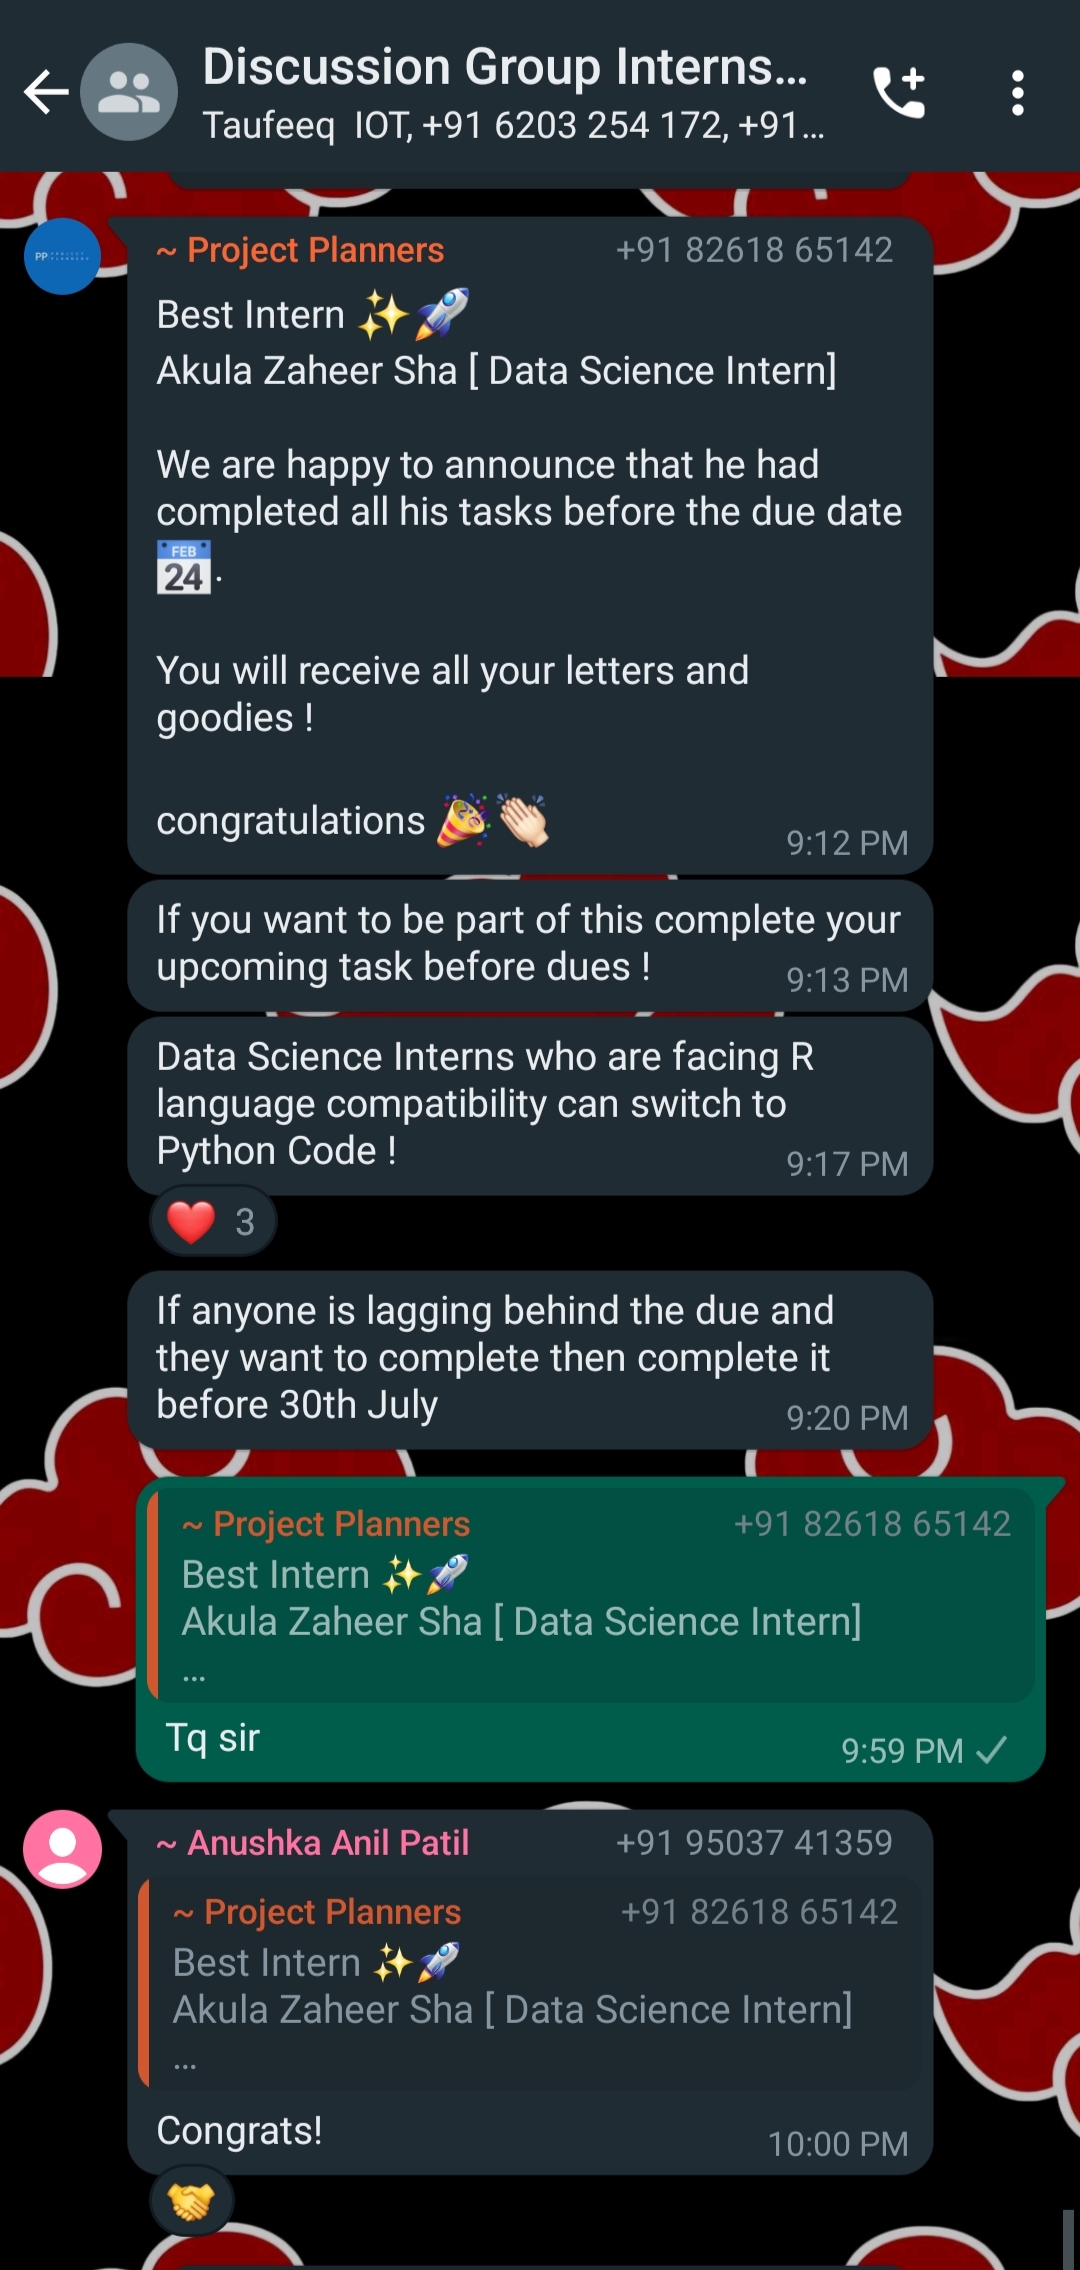 Discussion Group Interns...
Taufeeq IOT, +91 6203 254 172, +91...
~ Project Planners +91 82618 65142
Best Intern ✨🚀
Akula Zaheer Sha [ Data Science Intern]
We are happy to announce that he had
completed all his tasks before the due date
📅.
You will receive all your letters and
goodies !
congratulations 🎉👏🏻
9:12 PM
If you want to be part of this complete your
upcoming task before dues !
9:13 PM
Data Science Interns who are facing R
language compatibility can switch to
Python Code !
9:17 PM
❤️ 3
If anyone is lagging behind the due and
they want to complete then complete it
before 30th July
9:20 PM
~ Project Planners +91 82618 65142
Best Intern ✨🚀
Akula Zaheer Sha [ Data Science Intern]
...
Tq sir
9:59 PM
~ Anushka Anil Patil +91 95037 41359
~ Project Planners +91 82618 65142
Best Intern ✨🚀
Akula Zaheer Sha [ Data Science Intern]
...
Congrats!
10:00 PM
🤝